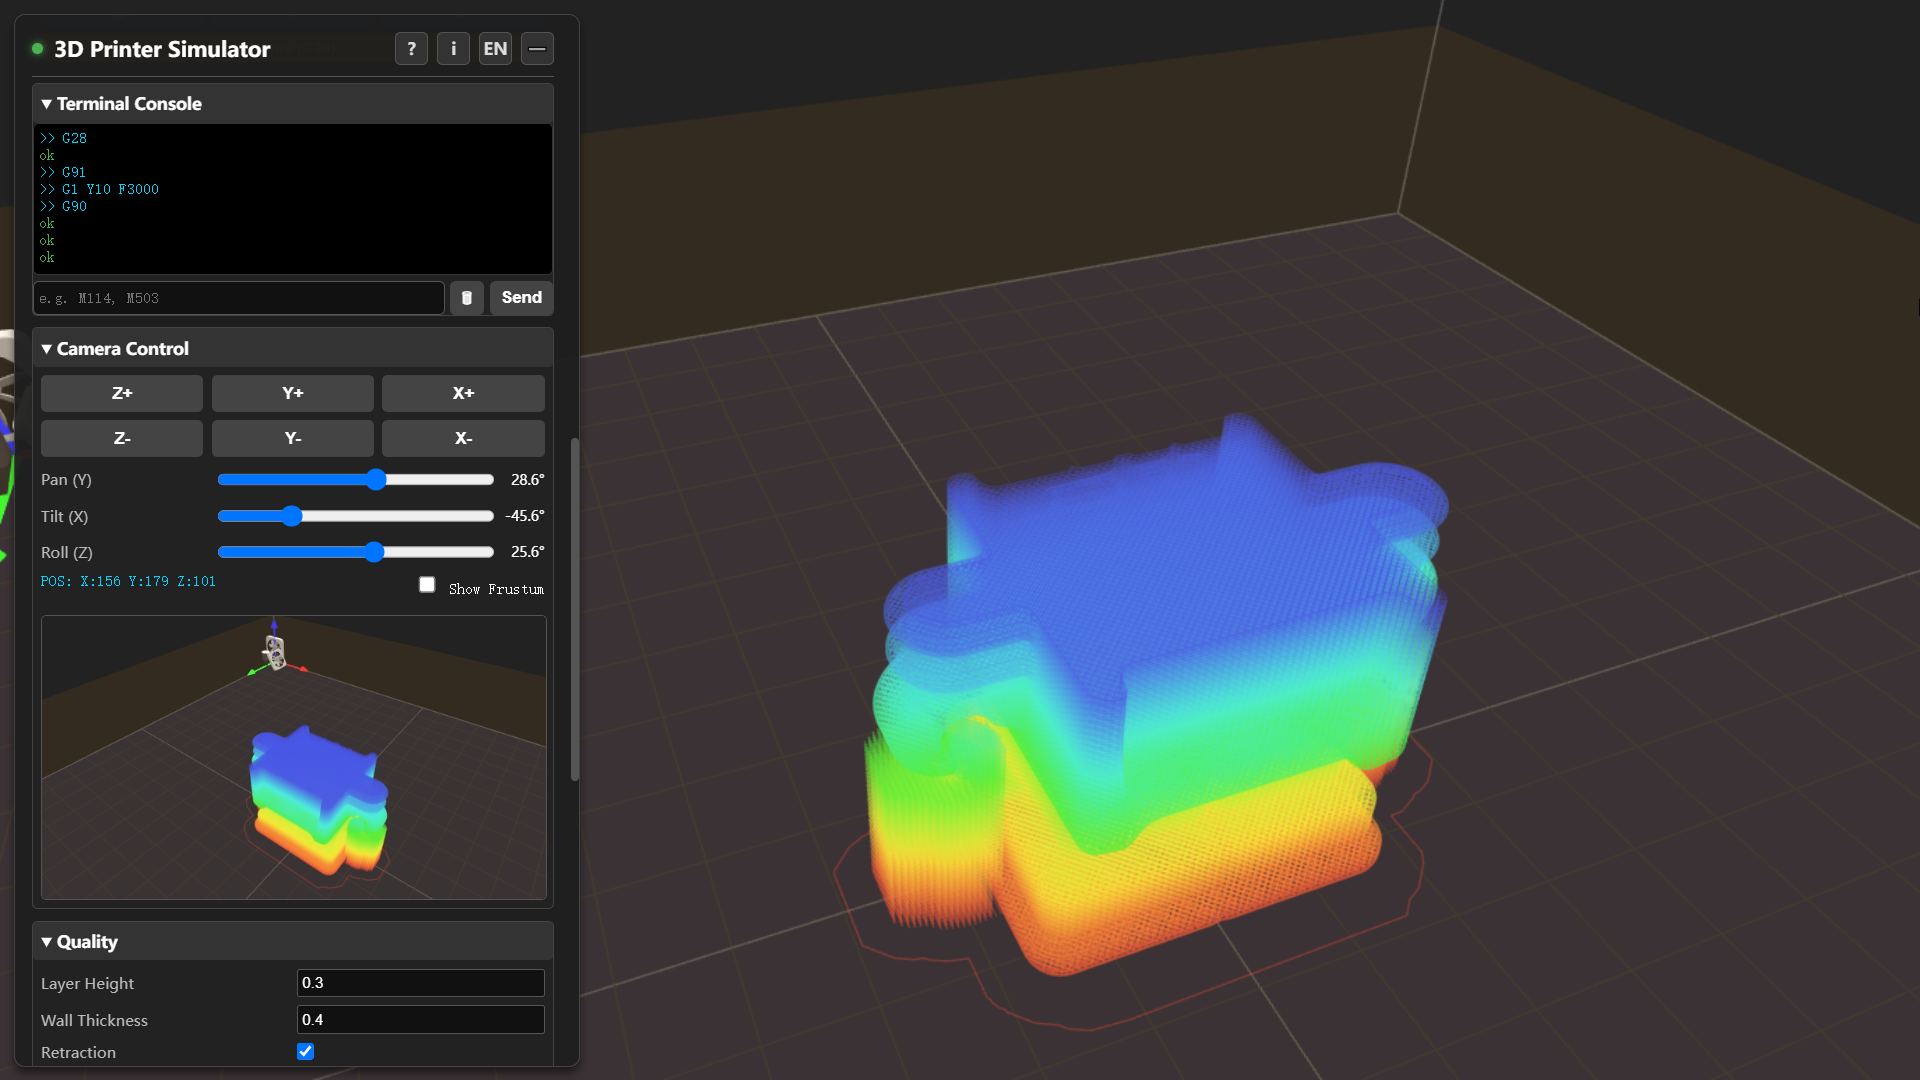 3D Printer Simulator ? i EN —
▼ Terminal Console
>> G28
ok
>> G91
>> G1 Y10 F3000
>> G90
ok
ok
ok
e.g. M114, M503 Send
▼ Camera Control
Z+ Y+ X+
Z- Y- X-
Pan (Y) 28.6°
Tilt (X) -45.6°
Roll (Z) 25.6°
POS: X:156 Y:179 Z:101 Show Frustum
▼ Quality
Layer Height 0.3
Wall Thickness 0.4
Retraction